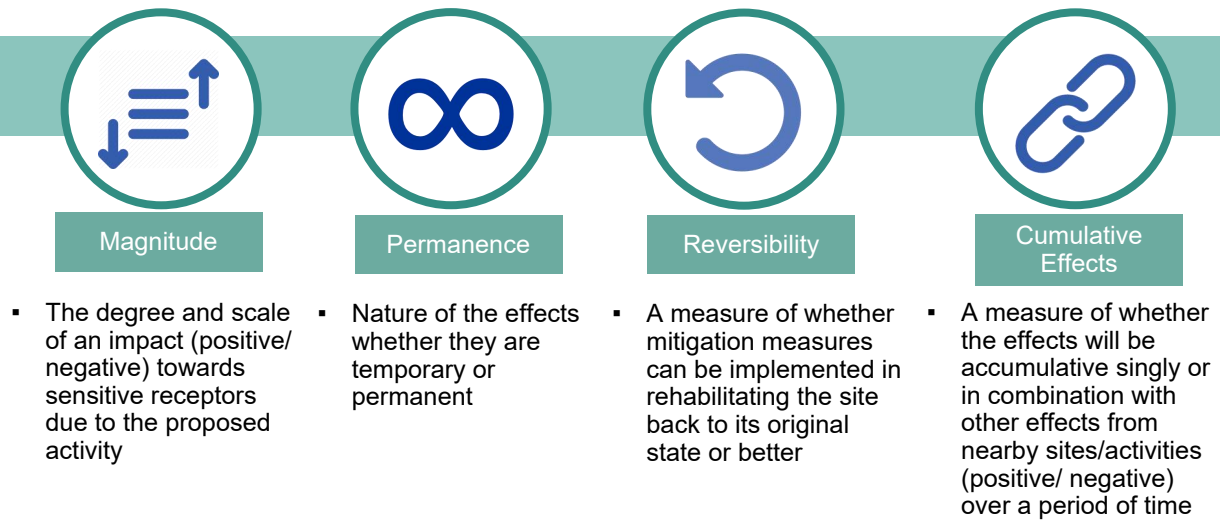 Magnitude
▪ The degree and scale
of an impact (positive/
negative) towards
sensitive receptors
due to the proposed
activity
Permanence
▪ Nature of the effects
whether they are
temporary or
permanent
Reversibility
▪ A measure of whether
mitigation measures
can be implemented in
rehabilitating the site
back to its original
state or better
Cumulative
Effects
▪ A measure of whether
the effects will be
accumulative singly or
in combination with
other effects from
nearby sites/activities
(positive/ negative)
over a period of time